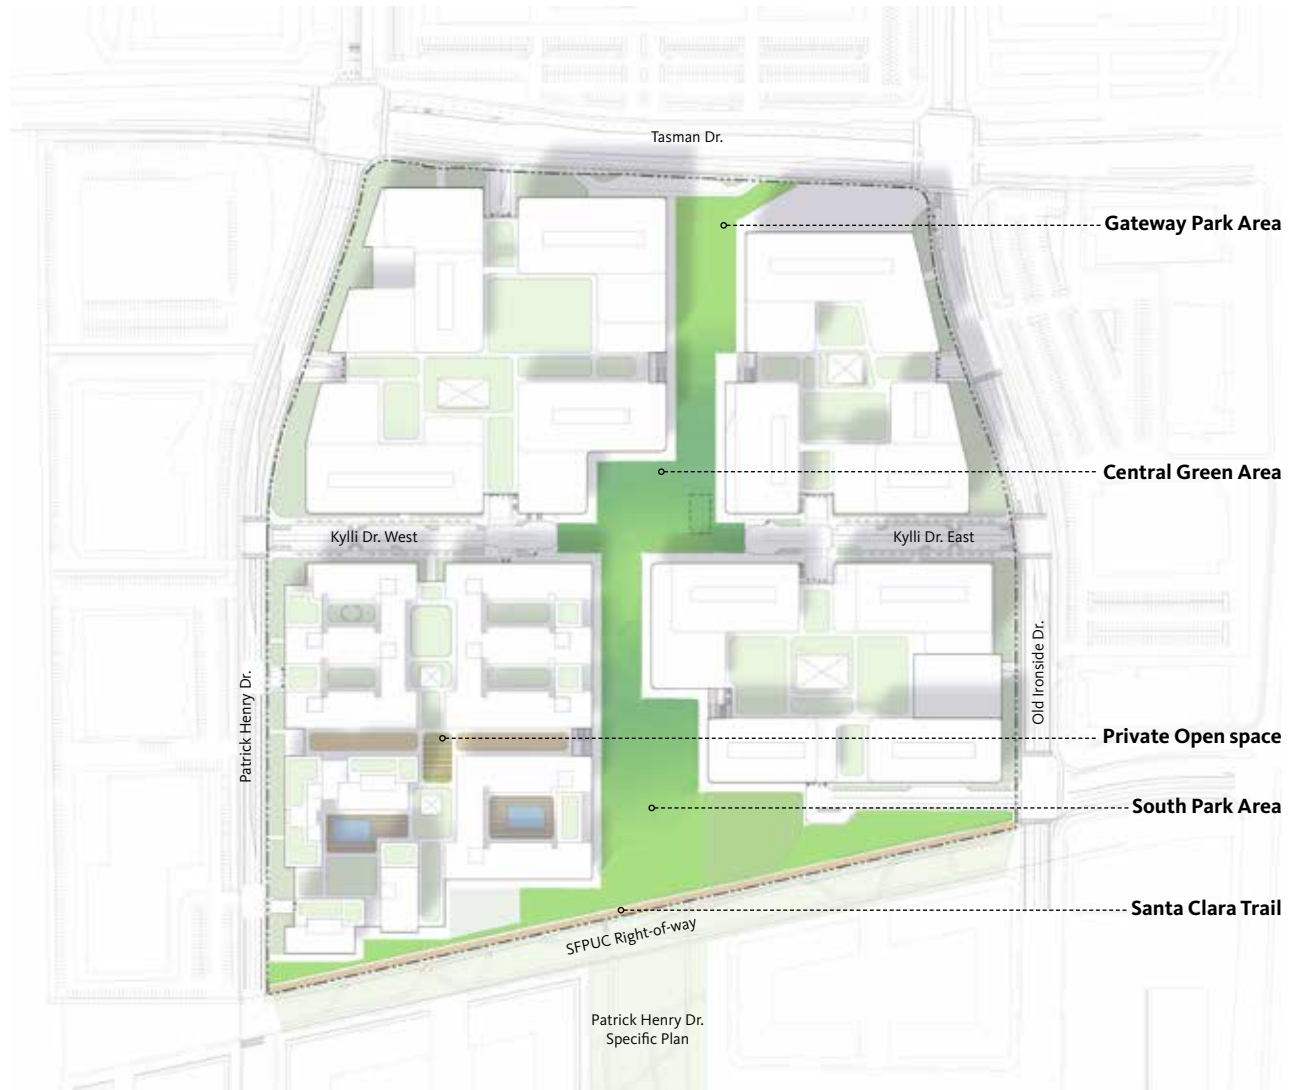 Tasman Dr.
Gateway Park Area
Central Green Area
Kylli Dr. West
Kylli Dr. East
Patrick Henry Dr.
Old Ironside Dr.
Private Open space
South Park Area
Santa Clara Trail
SFPUC Right-of-way
Patrick Henry Dr.
Specific Plan